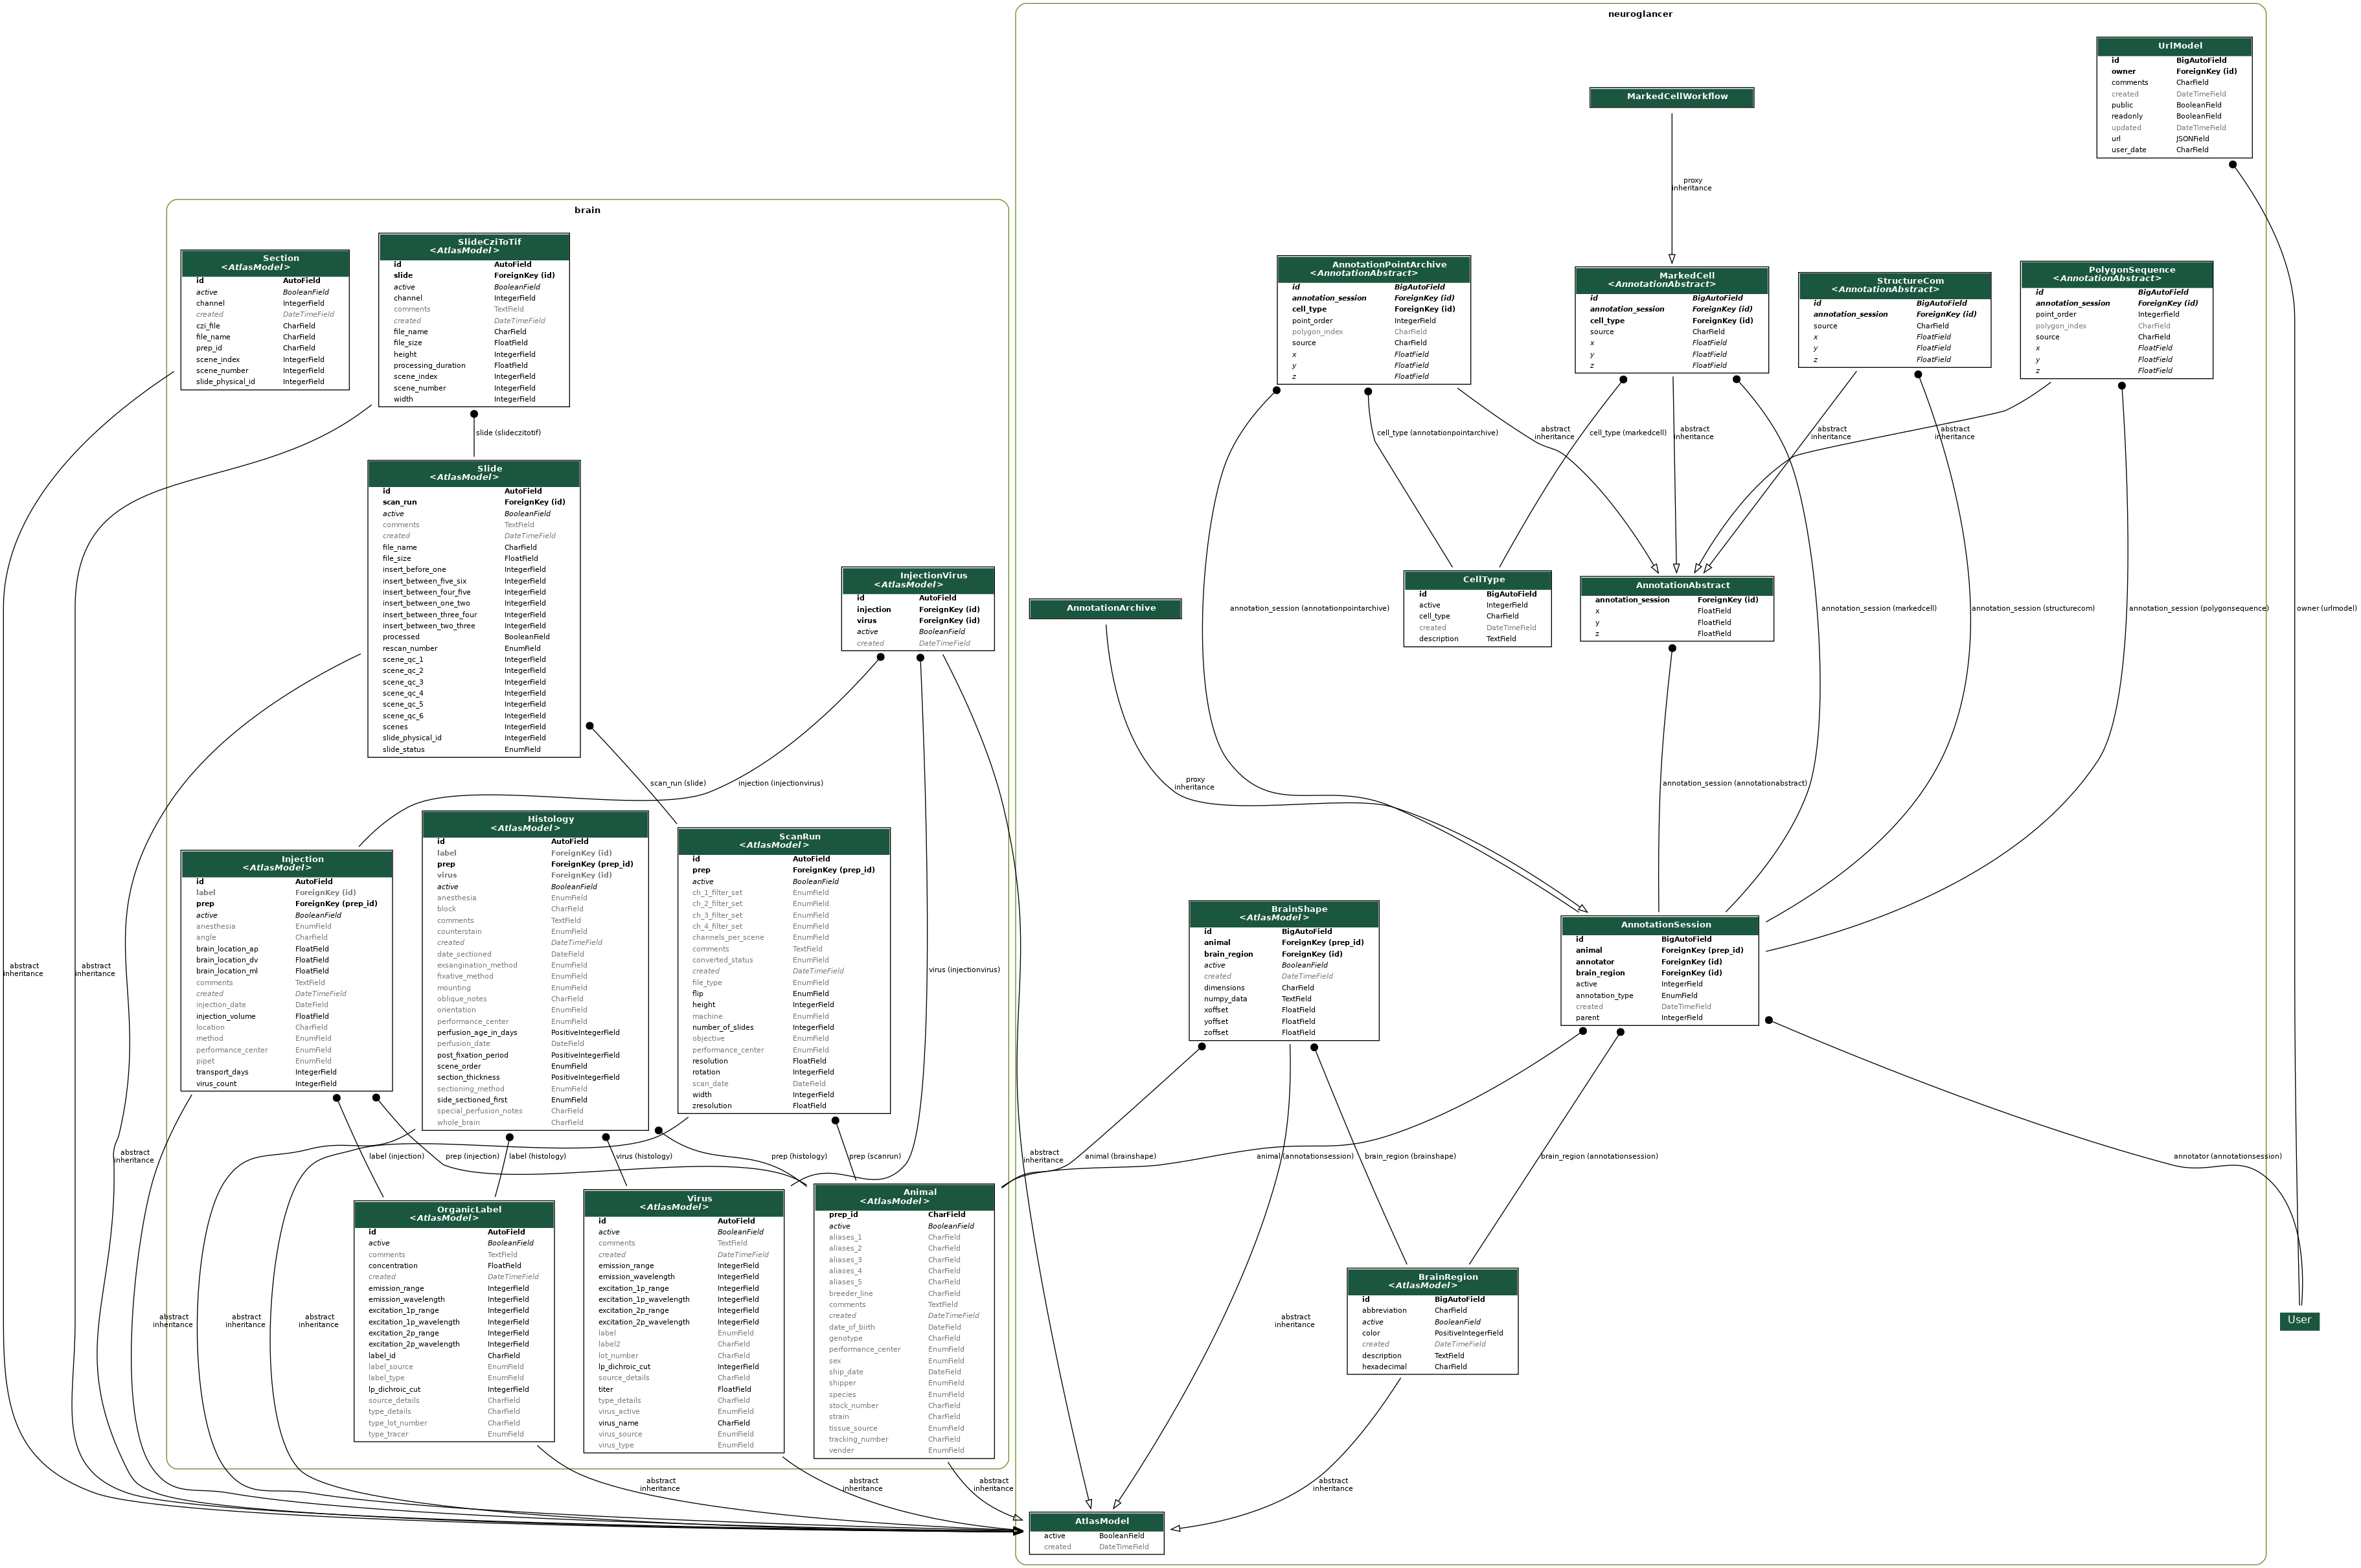 neuroglancer
UrlModel
id BigAutoField
owner ForeignKey (id)
comments CharField
created DateTimeField
public BooleanField
readonly BooleanField
updated DateTimeField
url JSONField
user_date CharField
MarkedCellWorkflow
proxy
inheritance
brain
Section
<AtlasModel>
id AutoField
active BooleanField
channel IntegerField
created DateTimeField
czi_file CharField
file_name CharField
prep_id CharField
scene_index IntegerField
scene_number IntegerField
slide_physical_id IntegerField
SlideCziToTif
<AtlasModel>
id AutoField
slide ForeignKey (id)
active BooleanField
channel IntegerField
comments TextField
created DateTimeField
file_name CharField
file_size FloatField
height IntegerField
processing_duration FloatField
scene_index IntegerField
scene_number IntegerField
width IntegerField
AnnotationPointArchive
<AnnotationAbstract>
id BigAutoField
annotation_session ForeignKey (id)
cell_type ForeignKey (id)
point_order IntegerField
polygon_index CharField
source CharField
x FloatField
y FloatField
z FloatField
MarkedCell
<AnnotationAbstract>
id BigAutoField
annotation_session ForeignKey (id)
cell_type ForeignKey (id)
source CharField
x FloatField
y FloatField
z FloatField
StructureCom
<AnnotationAbstract>
id BigAutoField
annotation_session ForeignKey (id)
source CharField
x FloatField
y FloatField
z FloatField
PolygonSequence
<AnnotationAbstract>
id BigAutoField
annotation_session ForeignKey (id)
point_order IntegerField
polygon_index CharField
source CharField
x FloatField
y FloatField
z FloatField
slide (slideczitotif)
cell_type (annotationpointarchive)
abstract
inheritance
cell_type (markedcell)
abstract
inheritance
abstract
inheritance
abstract
inheritance
Slide
<AtlasModel>
id AutoField
scan_run ForeignKey (id)
active BooleanField
comments TextField
created DateTimeField
file_name CharField
file_size FloatField
insert_before_one IntegerField
insert_between_five_six IntegerField
insert_between_four_five IntegerField
insert_between_one_two IntegerField
insert_between_three_four IntegerField
insert_between_two_three IntegerField
processed BooleanField
rescan_number EnumField
scene_qc_1 IntegerField
scene_qc_2 IntegerField
scene_qc_3 IntegerField
scene_qc_4 IntegerField
scene_qc_5 IntegerField
scene_qc_6 IntegerField
scenes IntegerField
slide_physical_id IntegerField
slide_status EnumField
InjectionVirus
<AtlasModel>
id AutoField
injection ForeignKey (id)
virus ForeignKey (id)
active BooleanField
created DateTimeField
AnnotationArchive
annotation_session (annotationpointarchive)
CellType
id BigAutoField
active IntegerField
cell_type CharField
created DateTimeField
description TextField
AnnotationAbstract
annotation_session ForeignKey (id)
x FloatField
y FloatField
z FloatField
annotation_session (markedcell)
annotation_session (structurecom)
annotation_session (polygonsequence)
owner (urlmodel)
scan_run (slide)
injection (injectionvirus)
proxy
inheritance
annotation_session (annotationabstract)
Injection
<AtlasModel>
id AutoField
label ForeignKey (id)
prep ForeignKey (prep_id)
active BooleanField
anesthesia EnumField
angle CharField
brain_location_ap FloatField
brain_location_dv FloatField
brain_location_ml FloatField
comments TextField
created DateTimeField
injection_date DateField
injection_volume FloatField
location CharField
method EnumField
performance_center EnumField
pipet EnumField
transport_days IntegerField
virus_count IntegerField
Histology
<AtlasModel>
id AutoField
label ForeignKey (id)
prep ForeignKey (prep_id)
virus ForeignKey (id)
active BooleanField
anesthesia EnumField
block CharField
comments TextField
counterstain EnumField
created DateTimeField
date_sectioned DateField
exsangination_method EnumField
fixative_method EnumField
mounting EnumField
oblique_notes CharField
orientation EnumField
performance_center EnumField
perfusion_age_in_days PositiveIntegerField
perfusion_date DateField
post_fixation_period PositiveIntegerField
scene_order EnumField
section_thickness PositiveIntegerField
sectioning_method EnumField
side_sectioned_first EnumField
special_perfusion_notes CharField
whole_brain CharField
ScanRun
<AtlasModel>
id AutoField
prep ForeignKey (prep_id)
active BooleanField
ch_1_filter_set EnumField
ch_2_filter_set EnumField
ch_3_filter_set EnumField
ch_4_filter_set EnumField
channels_per_scene EnumField
comments TextField
converted_status EnumField
created DateTimeField
file_type EnumField
flip EnumField
height IntegerField
machine EnumField
number_of_slides IntegerField
objective EnumField
performance_center EnumField
resolution FloatField
rotation IntegerField
scan_date DateField
width IntegerField
zresolution FloatField
BrainShape
<AtlasModel>
id BigAutoField
animal ForeignKey (prep_id)
brain_region ForeignKey (id)
active BooleanField
created DateTimeField
dimensions CharField
numpy_data TextField
xoffset FloatField
yoffset FloatField
zoffset FloatField
AnnotationSession
id BigAutoField
animal ForeignKey (prep_id)
annotator ForeignKey (id)
brain_region ForeignKey (id)
active IntegerField
annotation_type EnumField
created DateTimeField
parent IntegerField
abstract
inheritance
abstract
inheritance
virus (injectionvirus)
abstract
inheritance
label (injection)
prep (injection)
label (histology)
virus (histology)
prep (histology)
prep (scanrun)
abstract
inheritance
animal (brainshape)
animal (annotationsession)
brain_region (brainshape)
brain_region (annotationsession)
annotator (annotationsession)
OrganicLabel
<AtlasModel>
id AutoField
active BooleanField
comments TextField
concentration FloatField
created DateTimeField
emission_range IntegerField
emission_wavelength IntegerField
excitation_1p_range IntegerField
excitation_1p_wavelength IntegerField
excitation_2p_range IntegerField
excitation_2p_wavelength IntegerField
label_id CharField
label_source EnumField
label_type EnumField
lp_dichroic_cut IntegerField
source_details CharField
type_details CharField
type_lot_number CharField
type_tracer EnumField
Virus
<AtlasModel>
id AutoField
active BooleanField
comments TextField
created DateTimeField
emission_range IntegerField
emission_wavelength IntegerField
excitation_1p_range IntegerField
excitation_1p_wavelength IntegerField
excitation_2p_range IntegerField
excitation_2p_wavelength IntegerField
label EnumField
label2 CharField
lot_number CharField
lp_dichroic_cut IntegerField
source_details CharField
titer FloatField
type_details CharField
virus_active EnumField
virus_name CharField
virus_source EnumField
virus_type EnumField
Animal
<AtlasModel>
prep_id CharField
active BooleanField
aliases_1 CharField
aliases_2 CharField
aliases_3 CharField
aliases_4 CharField
aliases_5 CharField
breeder_line CharField
comments TextField
created DateTimeField
date_of_birth DateField
genotype CharField
performance_center EnumField
sex EnumField
ship_date DateField
shipper EnumField
species EnumField
stock_number CharField
strain CharField
tissue_source EnumField
tracking_number CharField
vender EnumField
BrainRegion
<AtlasModel>
id BigAutoField
abbreviation CharField
active BooleanField
color PositiveIntegerField
created DateTimeField
description TextField
hexadecimal CharField
User
abstract
inheritance
abstract
inheritance
abstract
inheritance
abstract
inheritance
abstract
inheritance
abstract
inheritance
abstract
inheritance
abstract
inheritance
AtlasModel
active BooleanField
created DateTimeField